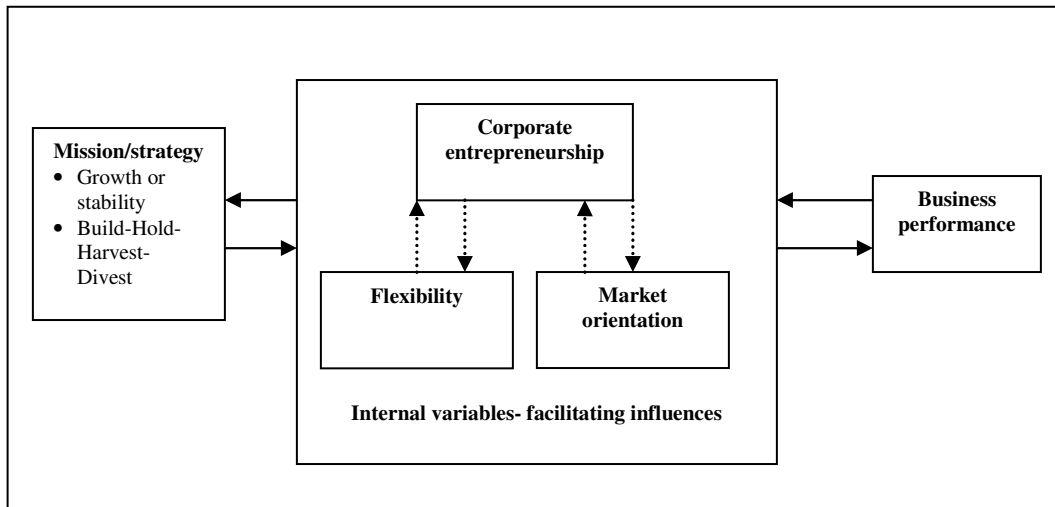 Mission/strategy
• Growth or
stability
• Build-Hold-
Harvest-
Divest
Corporate
entrepreneurship
Flexibility
Market
orientation
Internal variables- facilitating influences
Business
performance